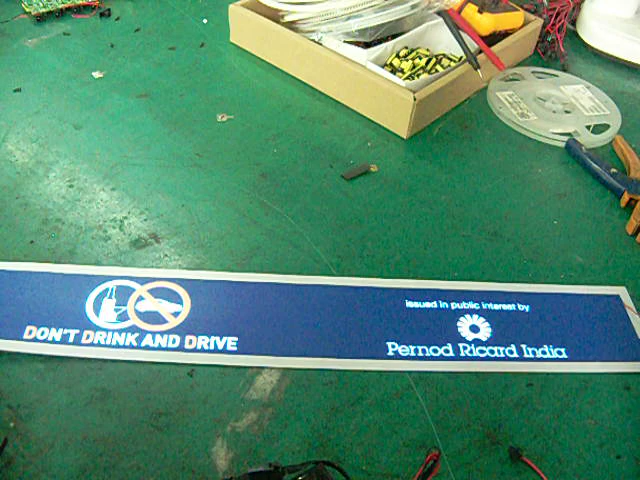 DON'T DRINK AND DRIVE
issued in public interest by
Pernod Ricard India